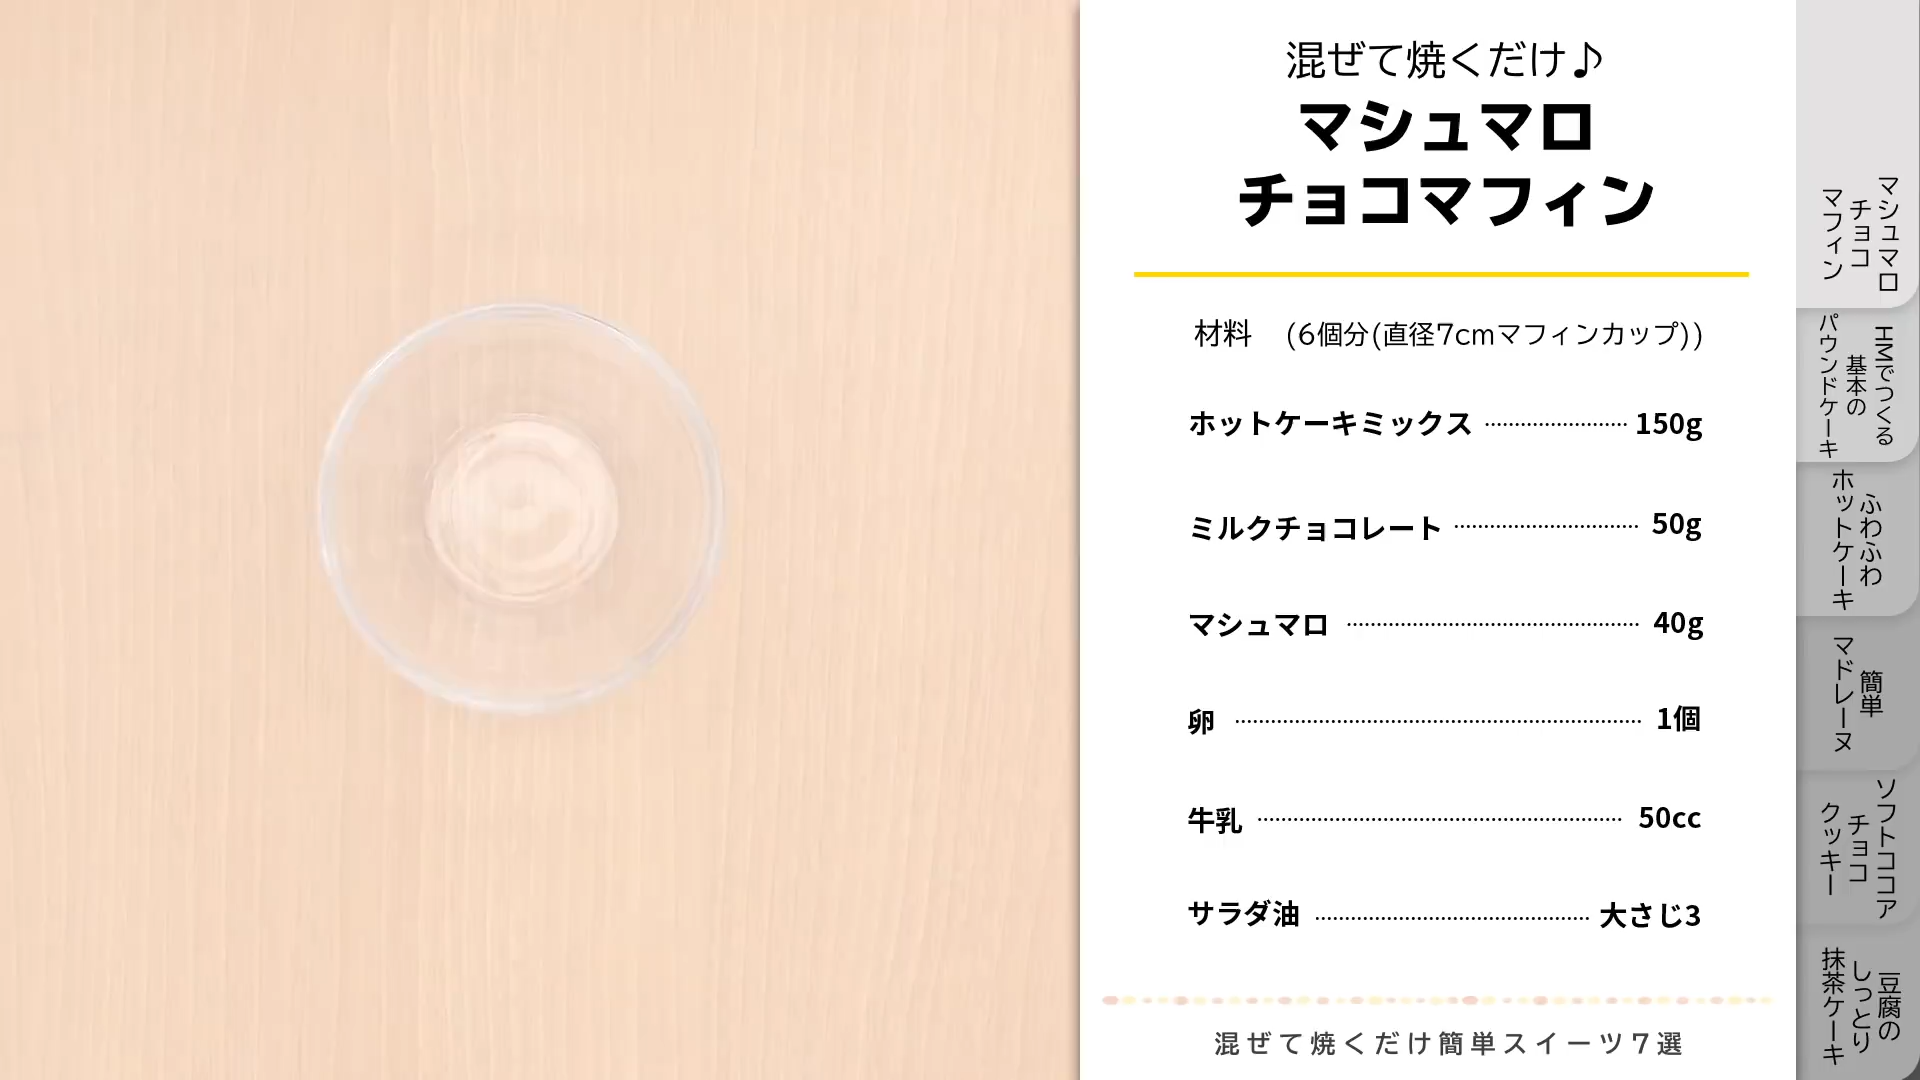 混ぜて焼くだけ♪
マシュマロ
チョコマフィン
材料 (6個分(直径7cmマフィンカップ))
ホットケーキミックス 150g
ミルクチョコレート 50g
マシュマロ 40g
卵 1個
牛乳 50cc
サラダ油 大さじ3
混ぜて焼くだけ簡単スイーツ7選
マシュマロ
チョコ
マフィン
HMでつくる
基本の
パウンドケーキ
ふわふわ
ホットケーキ
簡単
マドレーヌ
ソフトココア
チョコ
クッキー
豆腐の
しっとり
抹茶ケーキ